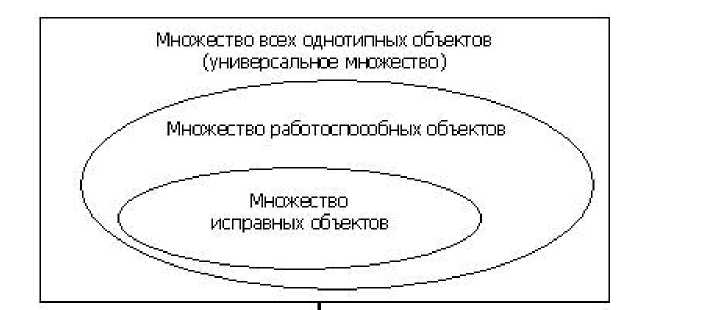 Множество всех однотипных объектов
(универсальное множество)
Множество работоспособных объектов
Множество
исправных объектов